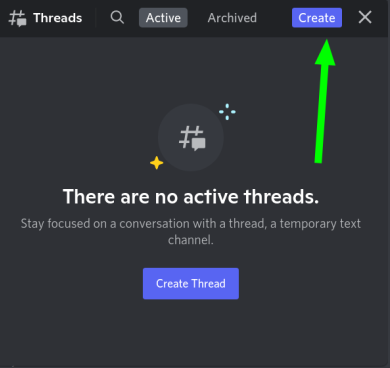 Threads Active Archived Create
There are no active threads.
Stay focused on a conversation with a thread, a temporary text
channel.
Create Thread